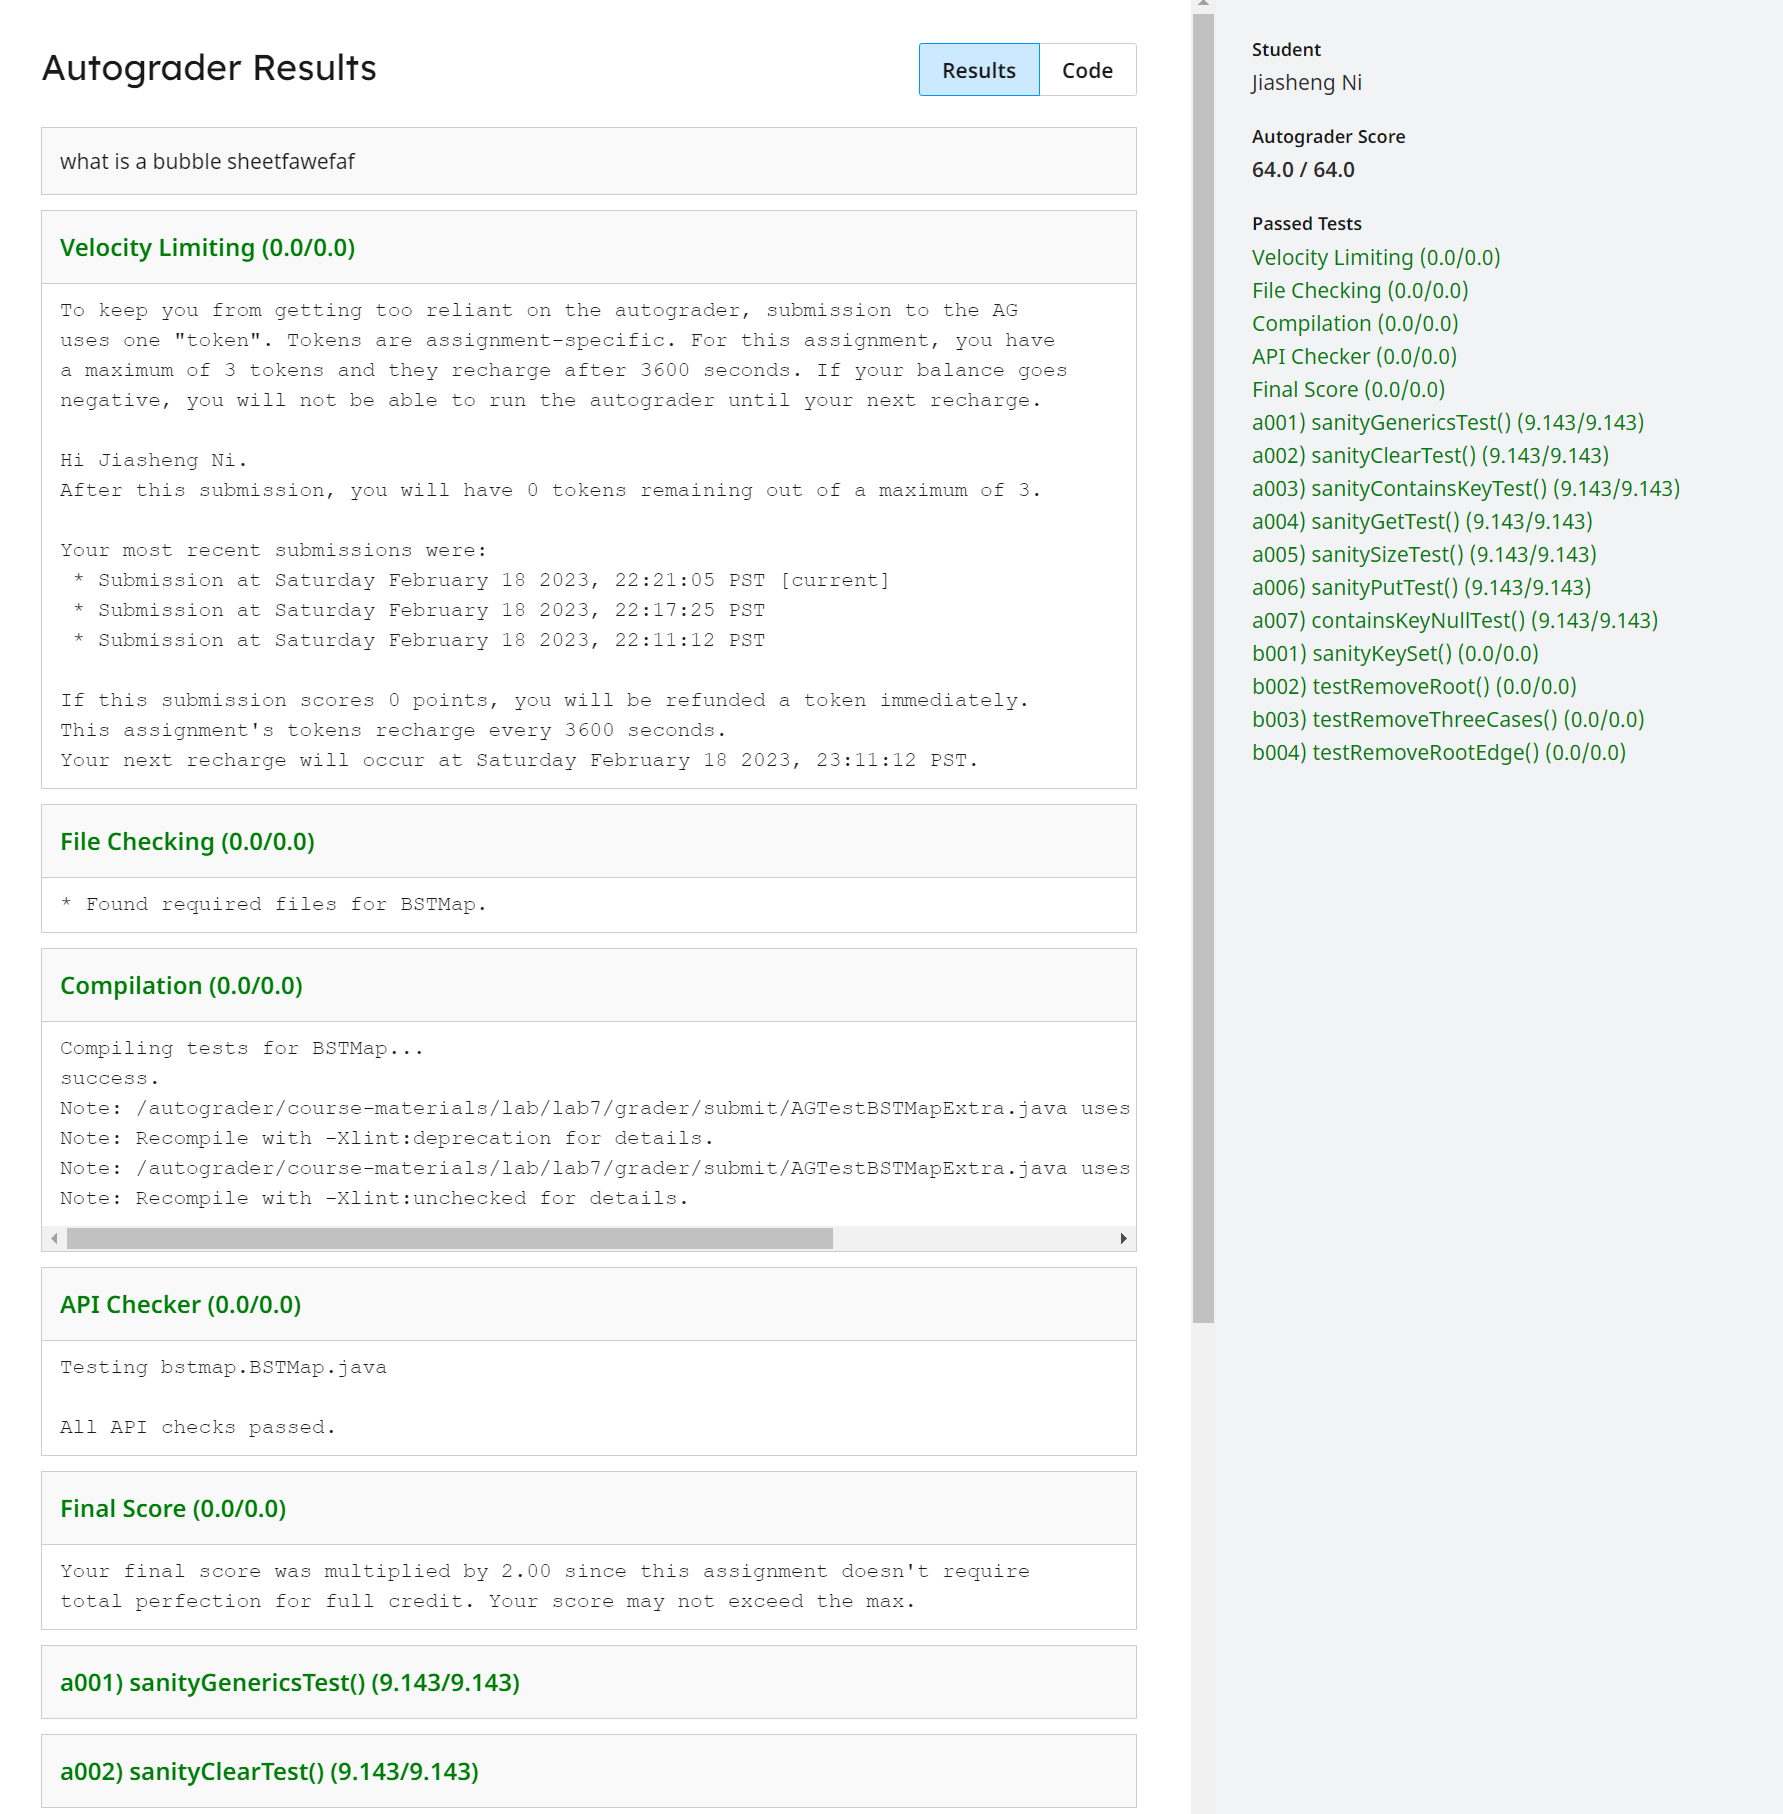 Autograder Results
Results
Code
what is a bubble sheetfawefaf
Velocity Limiting (0.0/0.0)
To keep you from getting too reliant on the autograder, submission to the AG
uses one "token". Tokens are assignment-specific. For this assignment, you have
a maximum of 3 tokens and they recharge after 3600 seconds. If your balance goes
negative, you will not be able to run the autograder until your next recharge.
Hi Jiasheng Ni.
After this submission, you will have 0 tokens remaining out of a maximum of 3.
Your most recent submissions were:
* Submission at Saturday February 18 2023, 22:21:05 PST [current]
* Submission at Saturday February 18 2023, 22:17:25 PST
* Submission at Saturday February 18 2023, 22:11:12 PST
If this submission scores 0 points, you will be refunded a token immediately.
This assignment's tokens recharge every 3600 seconds.
Your next recharge will occur at Saturday February 18 2023, 23:11:12 PST.
File Checking (0.0/0.0)
* Found required files for BSTMap.
Compilation (0.0/0.0)
Compiling tests for BSTMap...
success.
Note: /autograder/course-materials/lab/lab7/grader/submit/AGTestBSTMapExtra.java uses
Note: Recompile with -Xlint:deprecation for details.
Note: /autograder/course-materials/lab/lab7/grader/submit/AGTestBSTMapExtra.java uses
Note: Recompile with -Xlint:unchecked for details.
API Checker (0.0/0.0)
Testing bstmap.BSTMap.java
All API checks passed.
Final Score (0.0/0.0)
Your final score was multiplied by 2.00 since this assignment doesn't require
total perfection for full credit. Your score may not exceed the max.
a001) sanityGenericsTest() (9.143/9.143)
a002) sanityClearTest() (9.143/9.143)
Student
Jiasheng Ni
Autograder Score
64.0 / 64.0
Passed Tests
Velocity Limiting (0.0/0.0)
File Checking (0.0/0.0)
Compilation (0.0/0.0)
API Checker (0.0/0.0)
Final Score (0.0/0.0)
a001) sanityGenericsTest() (9.143/9.143)
a002) sanityClearTest() (9.143/9.143)
a003) sanityContainsKeyTest() (9.143/9.143)
a004) sanityGetTest() (9.143/9.143)
a005) sanitySizeTest() (9.143/9.143)
a006) sanityPutTest() (9.143/9.143)
a007) containsKeyNullTest() (9.143/9.143)
b001) sanityKeySet() (0.0/0.0)
b002) testRemoveRoot() (0.0/0.0)
b003) testRemoveThreeCases() (0.0/0.0)
b004) testRemoveRootEdge() (0.0/0.0)